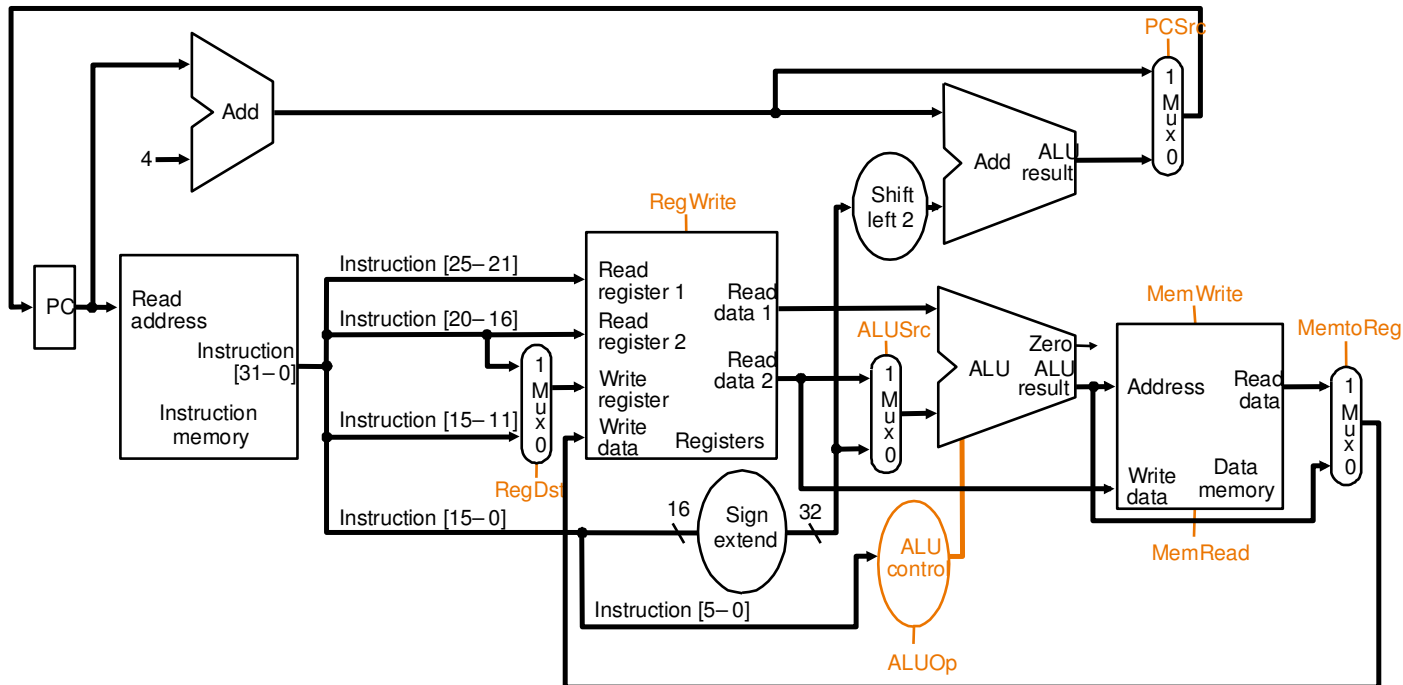 PCSrc
Add
4
1
M
u
x
0
Add
ALU
result
Shift
left 2
RegWrite
PC
Read
address
Instruction
[31–0]
Instruction
memory
Instruction [25–21]
Instruction [20–16]
Instruction [15–11]
Instruction [15–0]
Instruction [5–0]
1
M
u
x
0
RegDst
Read
register 1
Read
register 2
Write
register
Write
data
Read
data 1
Read
data 2
Registers
16
Sign
extend
32
ALUSrc
1
M
u
x
0
Zero
ALU
ALU
result
ALU
control
ALUOp
MemWrite
Address
Read
data
Write
data
Data
memory
MemRead
MemtoReg
1
M
u
x
0